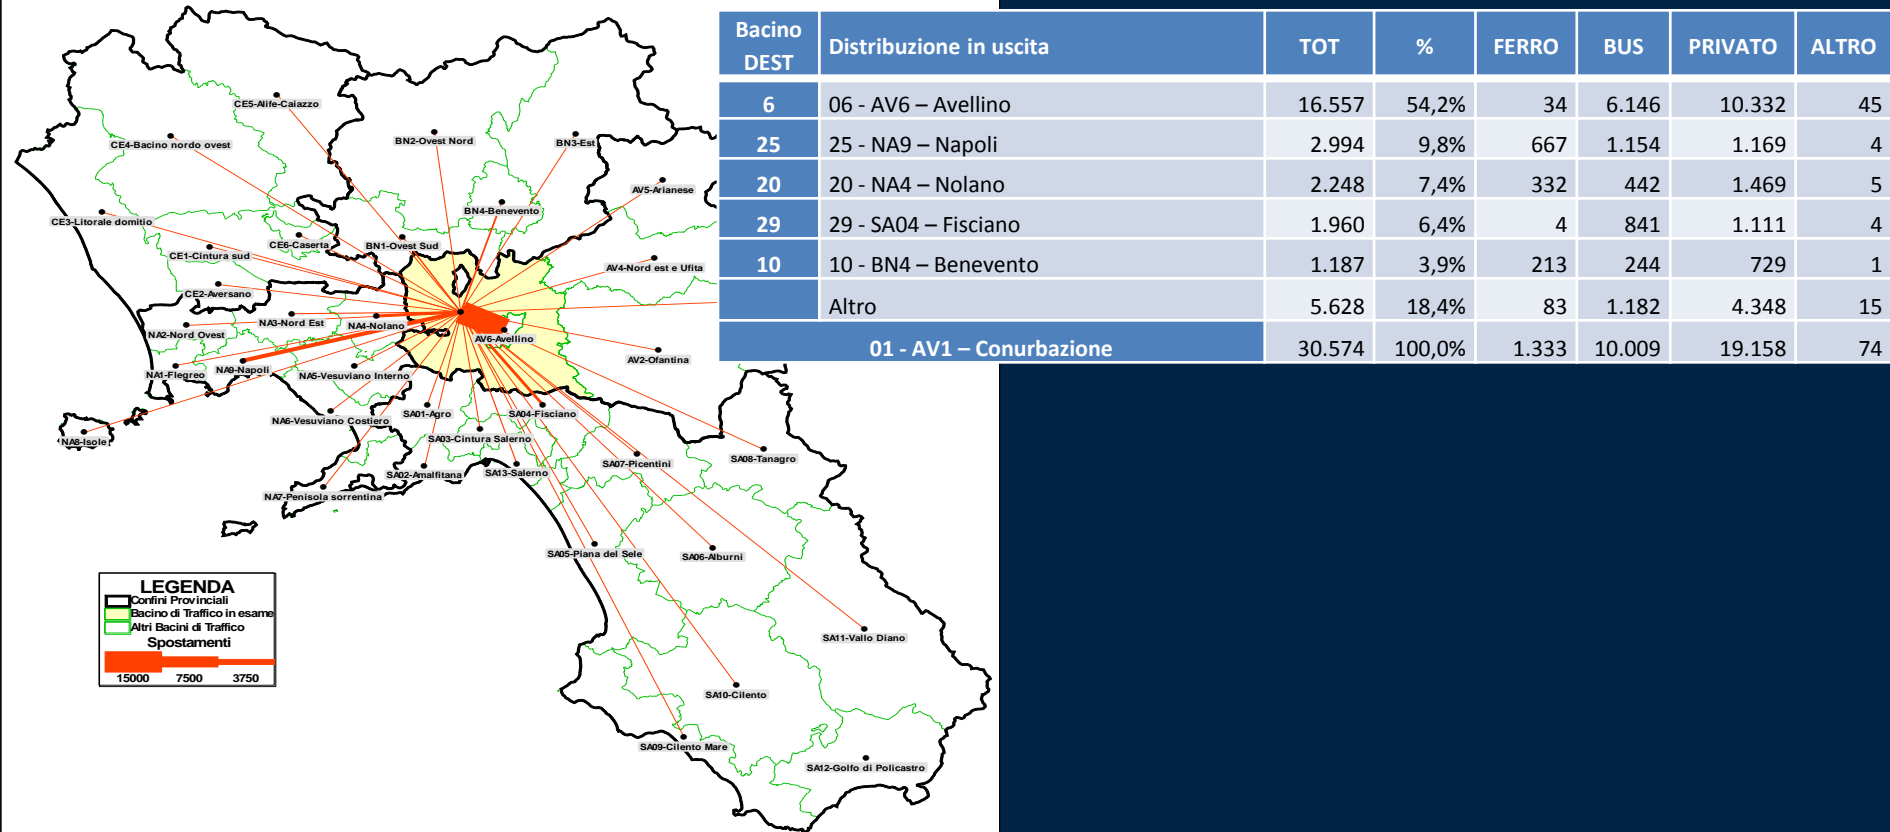 Bacino DEST Distribuzione in uscita TOT % FERRO BUS PRIVATO ALTRO
6 06 - AV6 – Avellino 16.557 54,2% 34 6.146 10.332 45
25 25 - NA9 – Napoli 2.994 9,8% 667 1.154 1.169 4
20 20 - NA4 – Nolano 2.248 7,4% 332 442 1.469 5
29 29 - SA04 – Fisciano 1.960 6,4% 4 841 1.111 4
10 10 - BN4 – Benevento 1.187 3,9% 213 244 729 1
Altro 5.628 18,4% 83 1.182 4.348 15
01 - AV1 – Conurbazione 30.574 100,0% 1.333 10.009 19.158 74
CE5-Alife-Caiazzo
CE4-Bacino nordo ovest
BN2-Ovest Nord
BN3-Est
AV5-Arianese
CE3-Litorale domitio
BN4-Benevento
CE6-Caserta
BN1-Ovest Sud
CE1-Cintura sud
AV4-Nord est e Ufita
CE2-Aversano
NA3-Nord Est
NA4-Nolano
NA2-Nord Ovest
AV6-Avellino
AV2-Ofantina
NA1-Flegreo
NA9-Napoli
NA5-Vesuviano Interno
SA01-Agro
SA04-Fisciano
NA6-Vesuviano Costiero
NA8-Isole
SA03-Cintura Salerno
SA07-Picentini
SA08-Tanagro
SA02-Amalfitana
SA13-Salerno
NA7-Penisola sorrentina
SA05-Piana del Sele
SA06-Alburni
SA11-Vallo Diano
SA10-Cilento
SA09-Cilento Mare
SA12-Golfo di Policastro
LEGENDA
Confini Provinciali
Bacino di Traffico in esame
Altri Bacini di Traffico
Spostamenti
15000 7500 3750